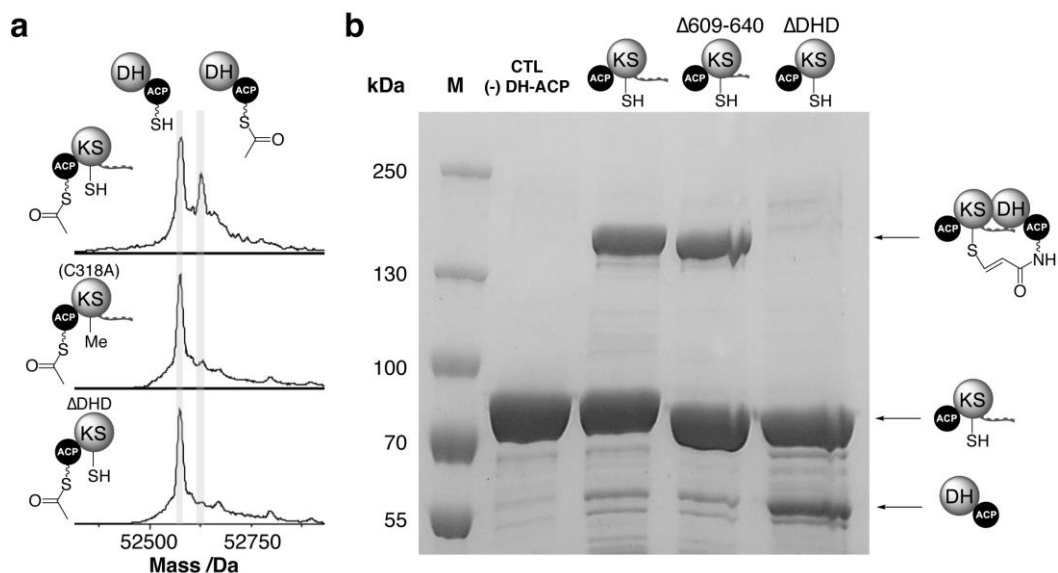 a
DH
ACP
SH
DH
ACP
S
O
ACP
KS
SH
S
O
(C318A)
KS
ACP
Me
S
O
ΔDHD
KS
ACP
SH
S
O
52500 52750
Mass /Da
b
Δ609-640 ΔDHD
CTL
(-) DH-ACP
ACP KS SH
ACP KS SH
ACP KS SH
kDa M
250
130
100
70
55
KS DH
ACP ACP
S NH
O
KS
ACP
SH
DH
ACP